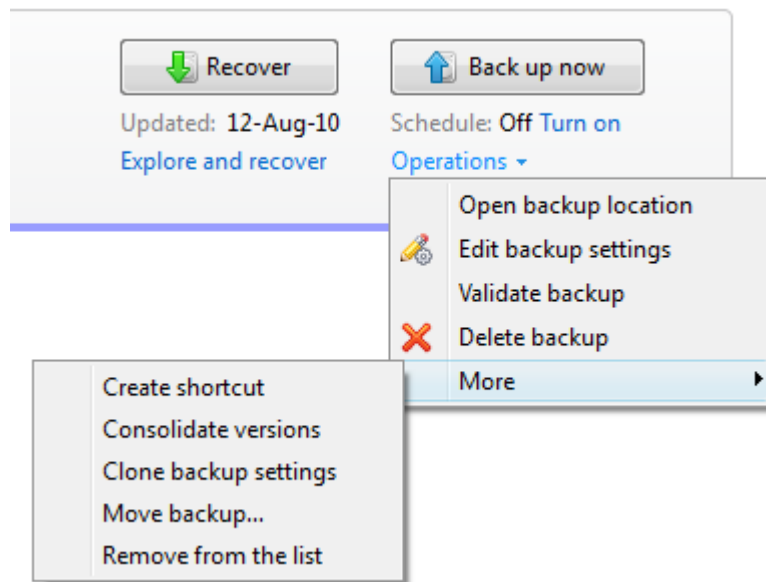 Recover
Back up now
Updated: 12-Aug-10
Schedule: Off Turn on
Explore and recover
Operations
Open backup location
Edit backup settings
Validate backup
Delete backup
More
Create shortcut
Consolidate versions
Clone backup settings
Move backup...
Remove from the list